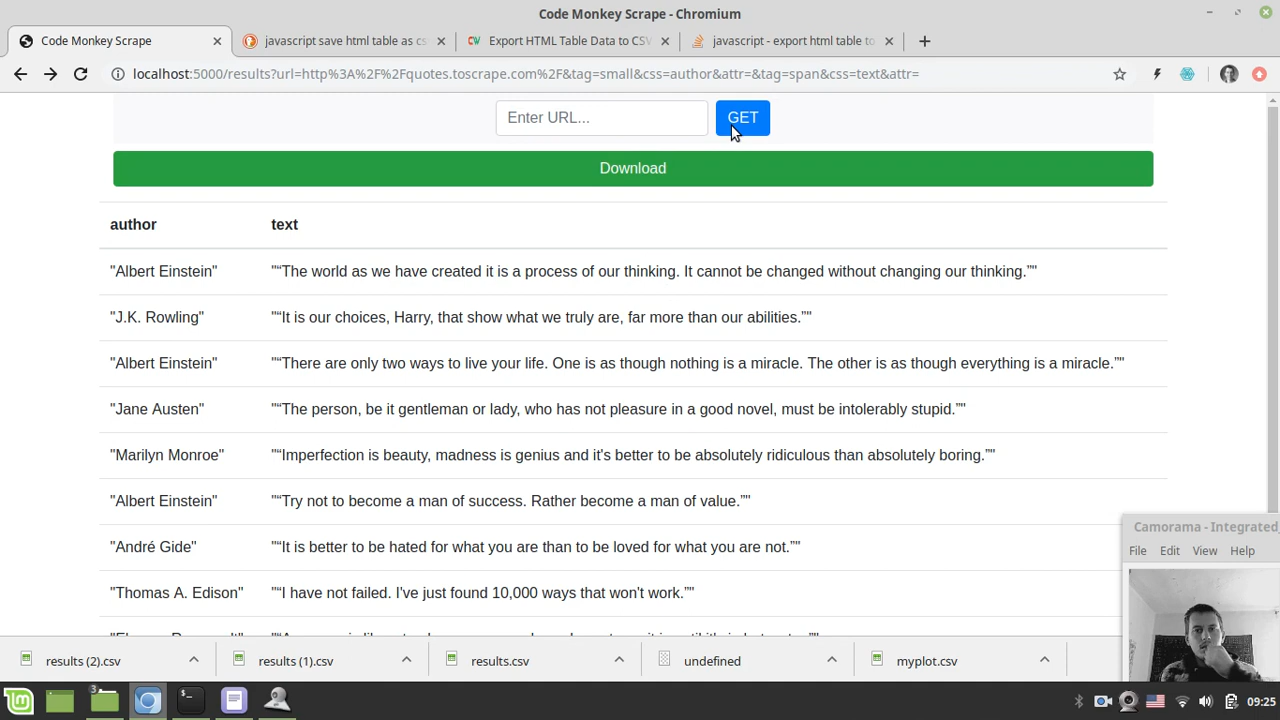 Code Monkey Scrape - Chromium
Code Monkey Scrape
javascript save html table as cs
Export HTML Table Data to CSV
javascript - export html table to
localhost:5000/results?url=http%3A%2F%2Fquotes.toscrape.com%2F&tag=small&css=author&attr=&tag=span&css=text&attr=
Enter URL...
GET
Download
author text
"Albert Einstein" "“The world as we have created it is a process of our thinking. It cannot be changed without changing our thinking.”"
"J.K. Rowling" "“It is our choices, Harry, that show what we truly are, far more than our abilities.”"
"Albert Einstein" "“There are only two ways to live your life. One is as though nothing is a miracle. The other is as though everything is a miracle.”"
"Jane Austen" "“The person, be it gentleman or lady, who has not pleasure in a good novel, must be intolerably stupid.”"
"Marilyn Monroe" "“Imperfection is beauty, madness is genius and it's better to be absolutely ridiculous than absolutely boring.”"
"Albert Einstein" "“Try not to become a man of success. Rather become a man of value.”"
"André Gide" "“It is better to be hated for what you are than to be loved for what you are not.”"
"Thomas A. Edison" "“I have not failed. I've just found 10,000 ways that won't work.”"
Camorama - Integrated_
File Edit View Help
results (2).csv
results (1).csv
results.csv
undefined
myplot.csv
3
09:25